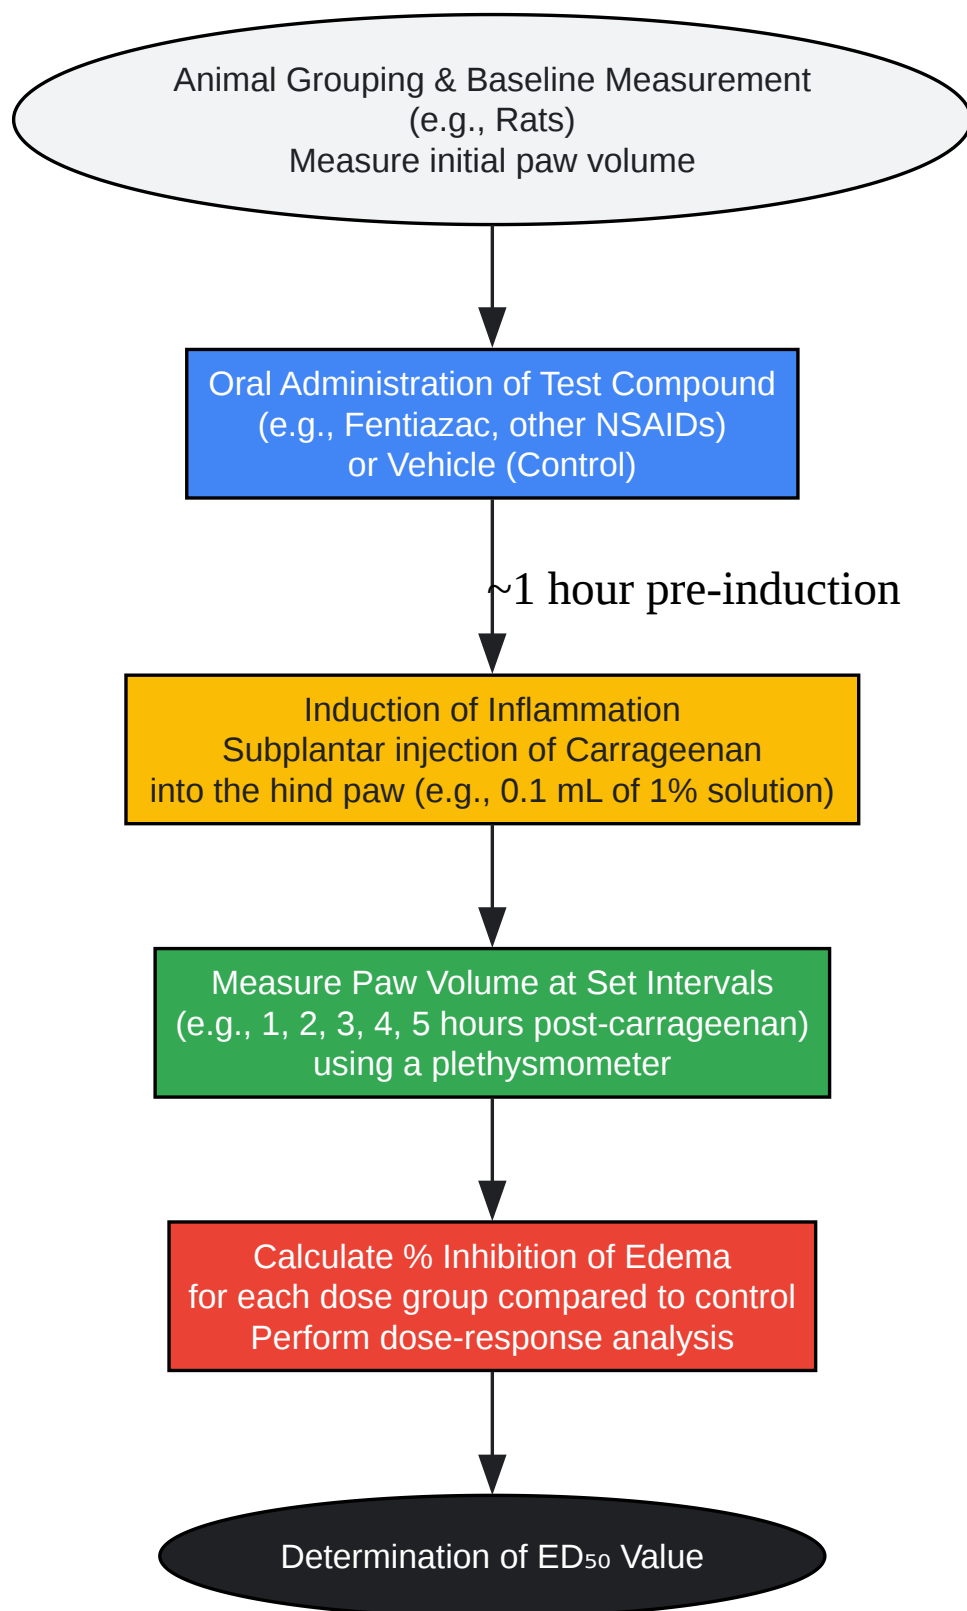 Animal Grouping & Baseline Measurement
(e.g., Rats)
Measure initial paw volume
Oral Administration of Test Compound
(e.g., Fentiazac, other NSAIDs)
or Vehicle (Control)
~1 hour pre-induction
Induction of Inflammation
Subplantar injection of Carrageenan
into the hind paw (e.g., 0.1 mL of 1% solution)
Measure Paw Volume at Set Intervals
(e.g., 1, 2, 3, 4, 5 hours post-carrageenan)
using a plethysmometer
Calculate % Inhibition of Edema
for each dose group compared to control
Perform dose-response analysis
Determination of ED₅₀ Value